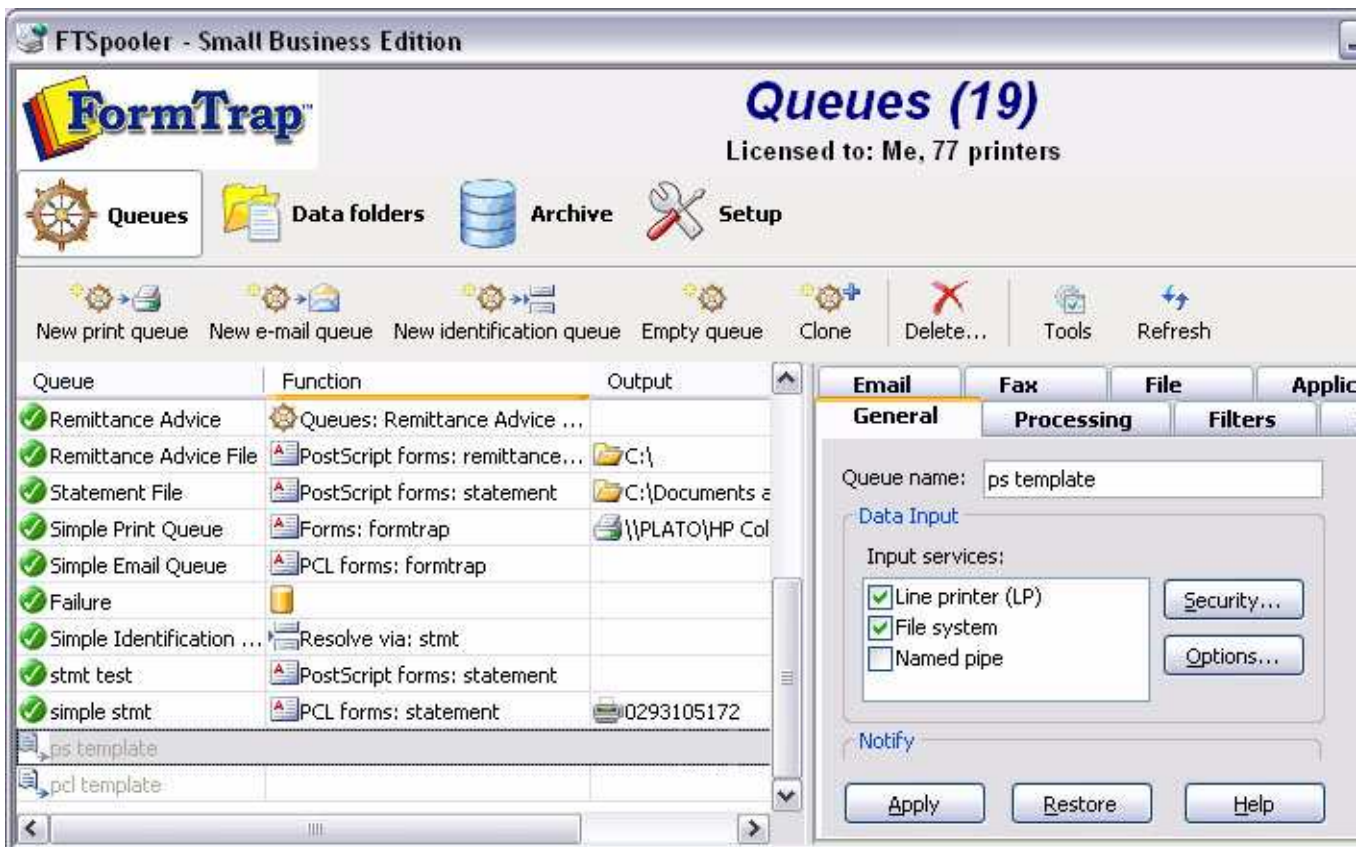 FTSpooler - Small Business Edition
FormTrap™
Queues (19)
Licensed to: Me, 77 printers
Queues
Data folders
Archive
Setup
New print queue
New e-mail queue
New identification queue
Empty queue
Clone
Delete...
Tools
Refresh
Queue Function Output
Remittance Advice Queues: Remittance Advice ...
Remittance Advice File PostScript forms: remittance... C:\
Statement File PostScript forms: statement C:\Documents a
Simple Print Queue Forms: formtrap \\PLATO\HP Col
Simple Email Queue PCL forms: formtrap
Failure
Simple Identification ... Resolve via: stmt
stmt test PostScript forms: statement
simple stmt PCL forms: statement 0293105172
ps template
pcl template
Email Fax File Applic
General Processing Filters
Queue name: ps template
Data Input
Input services:
Line printer (LP)
File system
Named pipe
Security...
Options...
Notify
Apply Restore Help